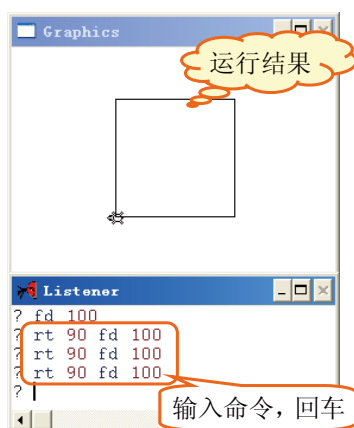 Graphics
运行结果
Listener
? fd 100
? rt 90 fd 100
? rt 90 fd 100
? rt 90 fd 100
?
输入命令，回车